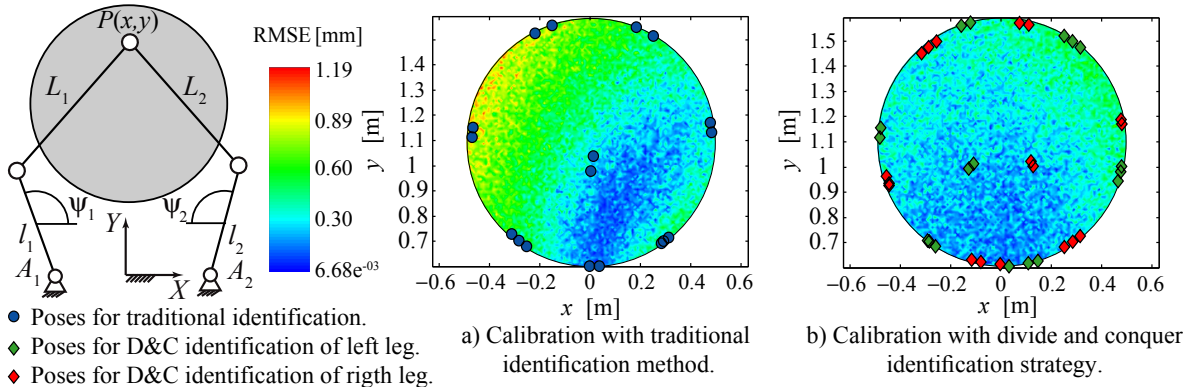 P(x,y)
L1
L2
Ψ1
Ψ2
l1
l2
Y
X
A1
A2
RMSE [mm]
1.19
0.89
0.60
0.30
6.68e-03
y [m]
1.4
1.3
1.2
1.1
1
0.9
0.8
0.7
−0.6 −0.4 −0.2 0 0.2 0.4 0.6
x [m]
a) Calibration with traditional
identification method.
y [m]
1.5
1.4
1.3
1.2
1.1
1
0.9
0.8
0.7
−0.6 −0.4 −0.2 0 0.2 0.4 0.6
x [m]
b) Calibration with divide and conquer
identification strategy.
Poses for traditional identification.
Poses for D&C identification of left leg.
Poses for D&C identification of rigth leg.